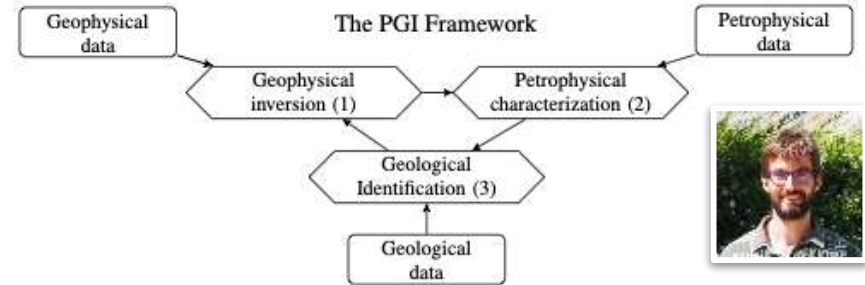 The PGI Framework
Geophysical
data
Petrophysical
data
Geophysical
inversion (1)
Petrophysical
characterization (2)
Geological
Identification (3)
Geological
data